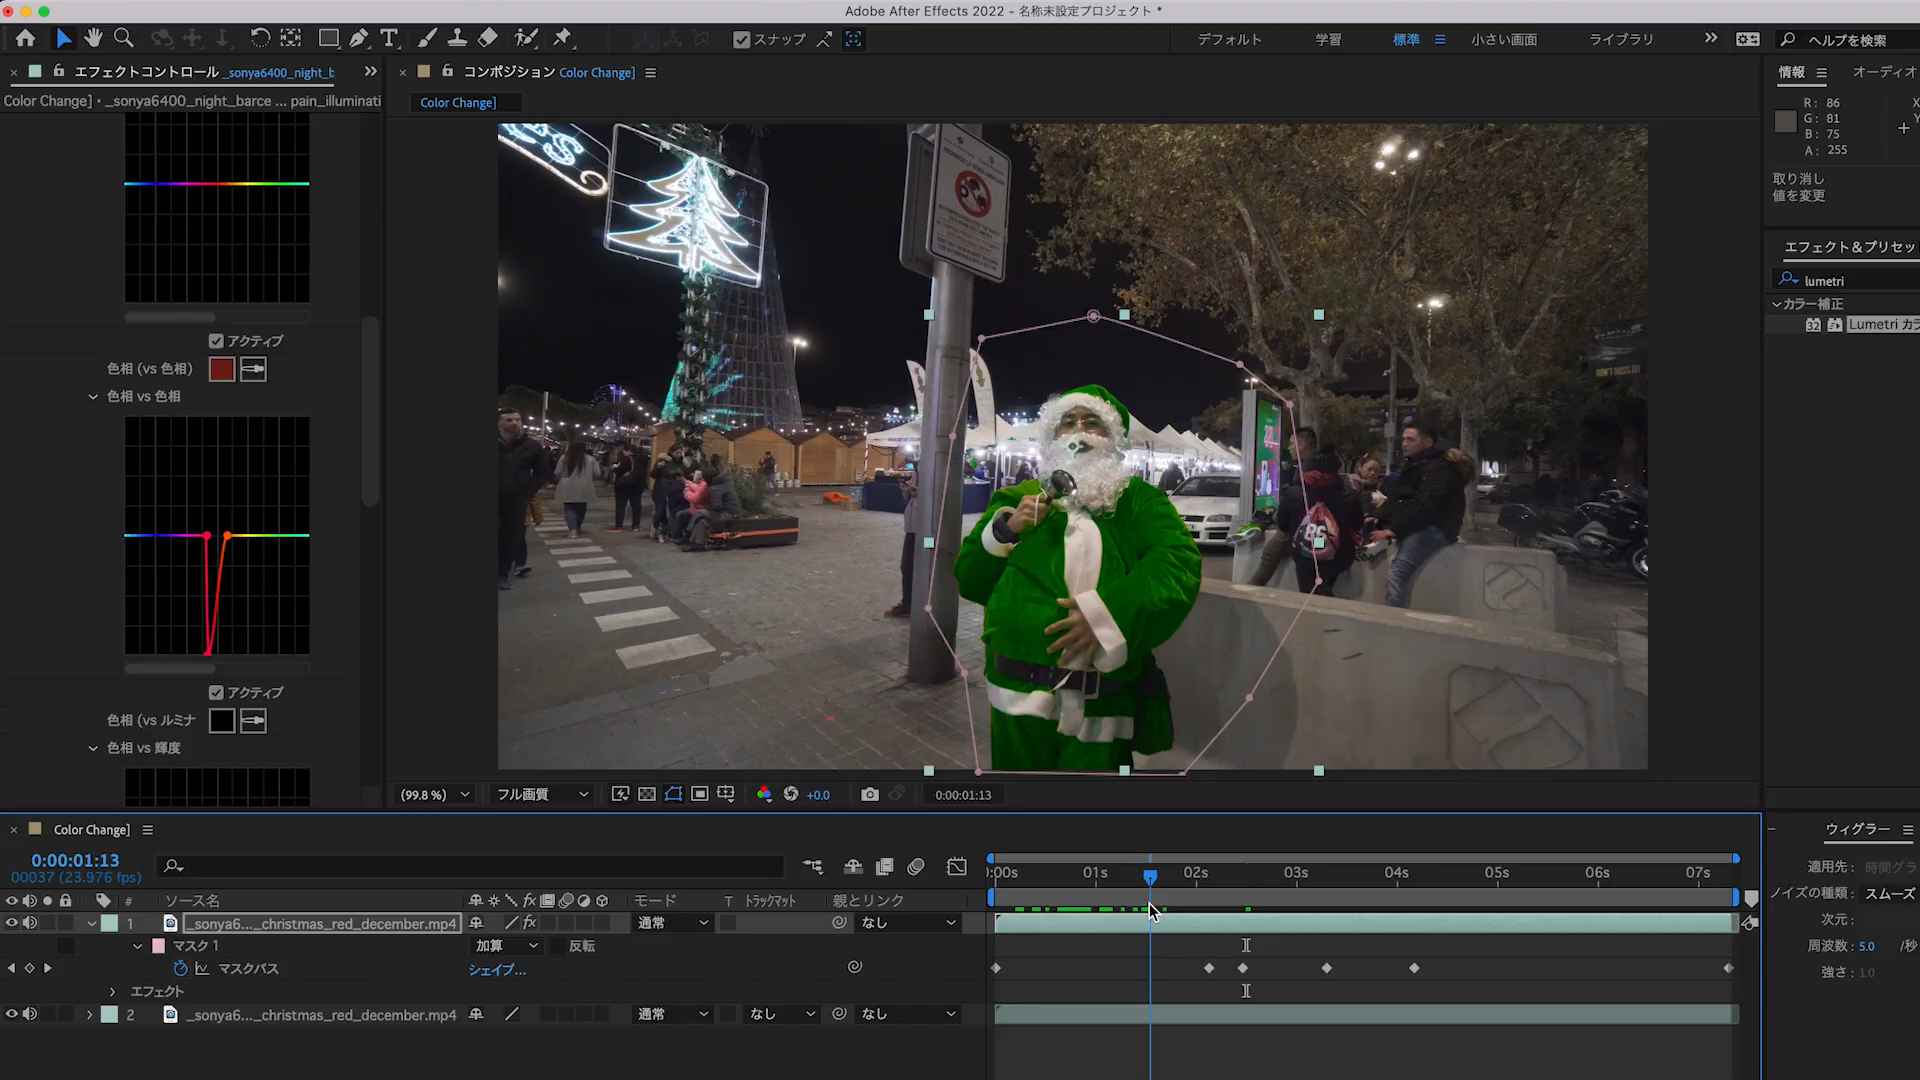 Adobe After Effects 2022 - 名称未設定プロジェクト *
スナップ
デフォルト
学習
標準
小さい画面
ライブラリ
ヘルプを検索
エフェクトコントロール _sonya6400_night_b
コンポジション Color Change]
情報
オーディオ
Color Change] • _sonya6400_night_barce ... pain_illuminati
Color Change]
R: 86
G: 81
B: 75
A: 255
X
Y
取り消し
値を変更
エフェクト＆プリセッ
lumetri
カラー補正
32
Lumetri カラ
アクティブ
色相 (vs 色相)
色相 vs 色相
アクティブ
色相 (vs ルミナ
色相 vs 輝度
(99.8 %)
フル画質
+0.0
0:00:01:13
Color Change]
0:00:01:13
00037 (23.976 fps)
):00s
01s
02s
03s
04s
05s
06s
07s
#
ソース名
fx
モード
T トラックマット
親とリンク
1
_sonya6..._christmas_red_december.mp4
fx
通常
なし
マスク 1
加算
反転
マスクパス
シェイプ...
エフェクト
2
_sonya6..._christmas_red_december.mp4
通常
なし
なし
ウィグラー
適用先：時間グラ
ノイズの種類：スムーズ
次元：
周波数：5.0 /秒
強さ：1.0